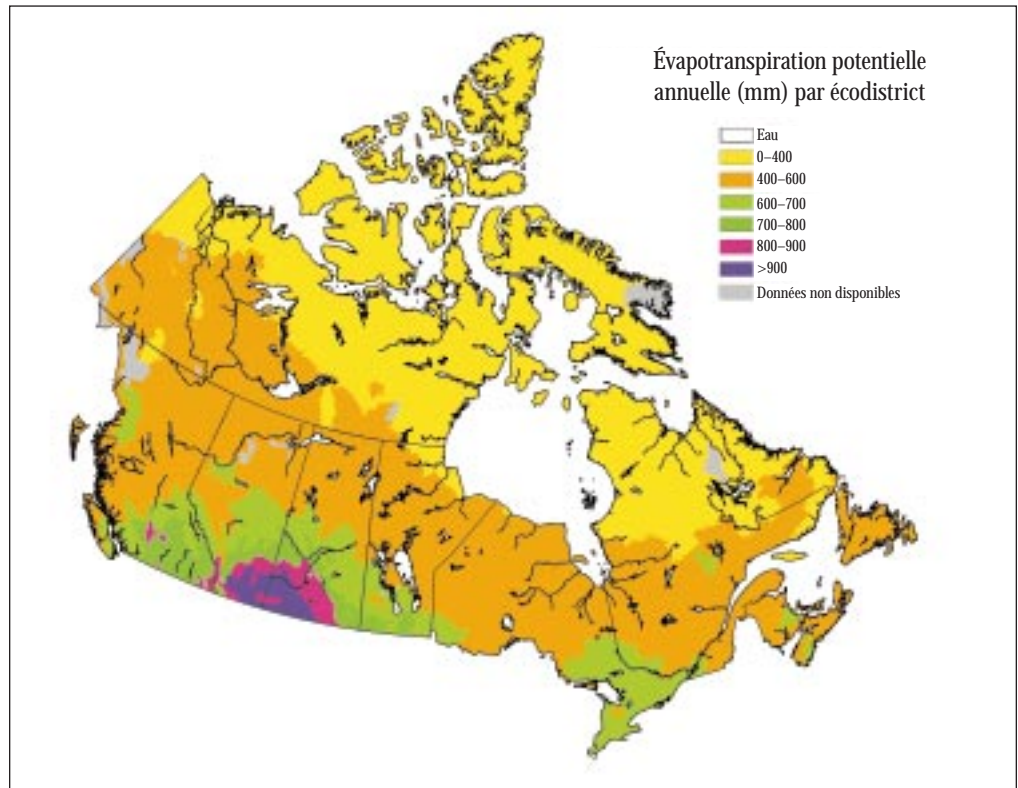 Évapotranspiration potentielle
annuelle (mm) par écodistrict
Eau
0–400
400–600
600–700
700–800
800–900
>900
Données non disponibles